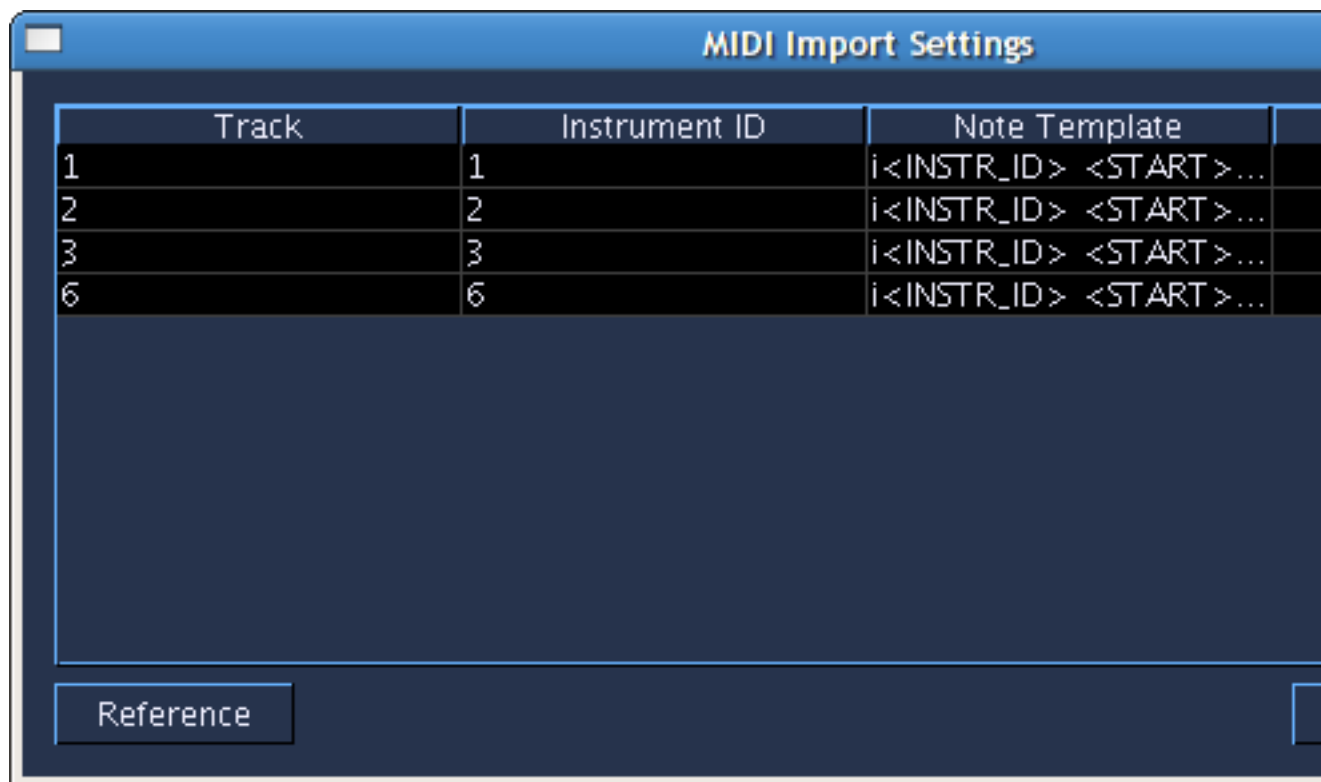 MIDI Import Settings
Track Instrument ID Note Template
1 1 i<INSTR_ID> <START>...
2 2 i<INSTR_ID> <START>...
3 3 i<INSTR_ID> <START>...
6 6 i<INSTR_ID> <START>...
Reference